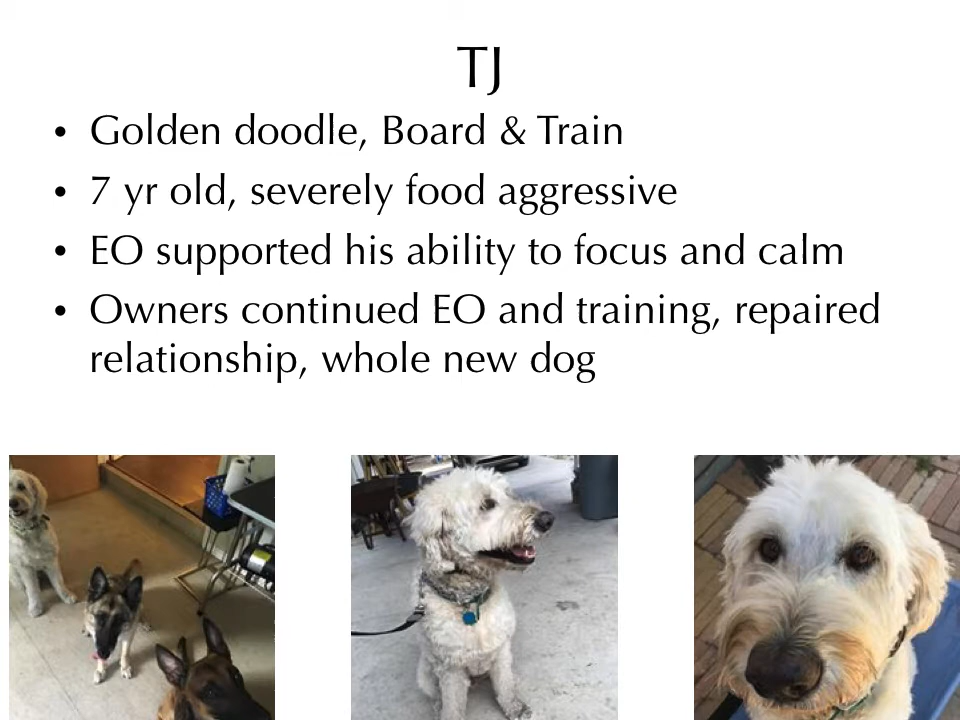 TJ
• Golden doodle, Board & Train
• 7 yr old, severely food aggressive
• EO supported his ability to focus and calm
• Owners continued EO and training, repaired
relationship, whole new dog